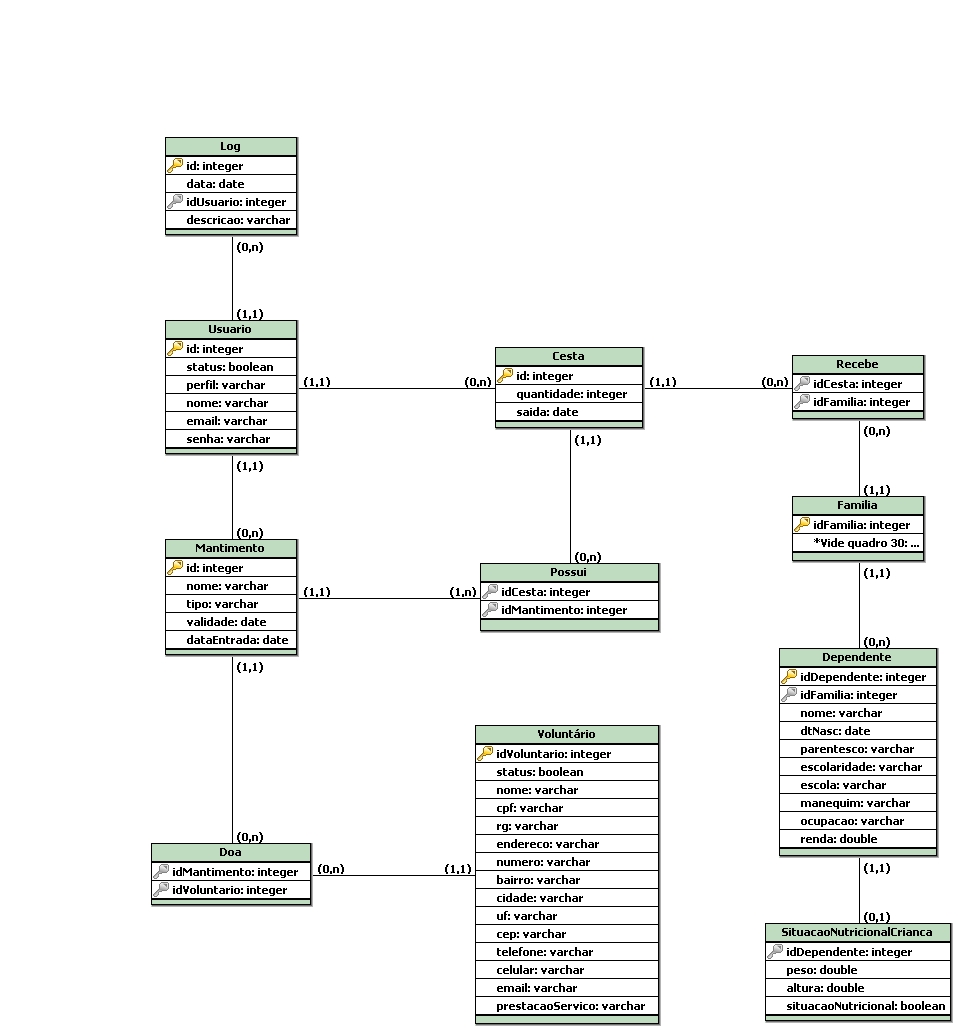 Log
id: integer
data: date
idUsuario: integer
descricao: varchar
(0,n)
(1,1)
Usuario
id: integer
status: boolean
perfil: varchar
nome: varchar
email: varchar
senha: varchar
(1,1)
(0,n)
Cesta
id: integer
quantidade: integer
saida: date
(1,1)
(0,n)
Recebe
idCesta: integer
idFamilia: integer
(0,n)
(1,1)
Familia
idFamilia: integer
*Vide quadro 30: ...
(1,1)
(0,n)
(1,1)
(0,n)
Mantimento
id: integer
nome: varchar
tipo: varchar
validade: date
dataEntrada: date
(1,1)
(1,n)
(1,1)
(0,n)
Possui
idCesta: integer
idMantimento: integer
Dependente
idDependente: integer
idFamilia: integer
nome: varchar
dtNasc: date
parentesco: varchar
escolaridade: varchar
escola: varchar
manequim: varchar
ocupacao: varchar
renda: double
(1,1)
(0,1)
(1,1)
(0,n)
Doa
idMantimento: integer
idVoluntario: integer
(0,n)
(1,1)
Voluntário
idVoluntario: integer
status: boolean
nome: varchar
cpf: varchar
rg: varchar
endereco: varchar
numero: varchar
bairro: varchar
cidade: varchar
uf: varchar
cep: varchar
telefone: varchar
celular: varchar
email: varchar
prestacaoServico: varchar
SituacaoNutricionalCrianca
idDependente: integer
peso: double
altura: double
situacaoNutricional: boolean